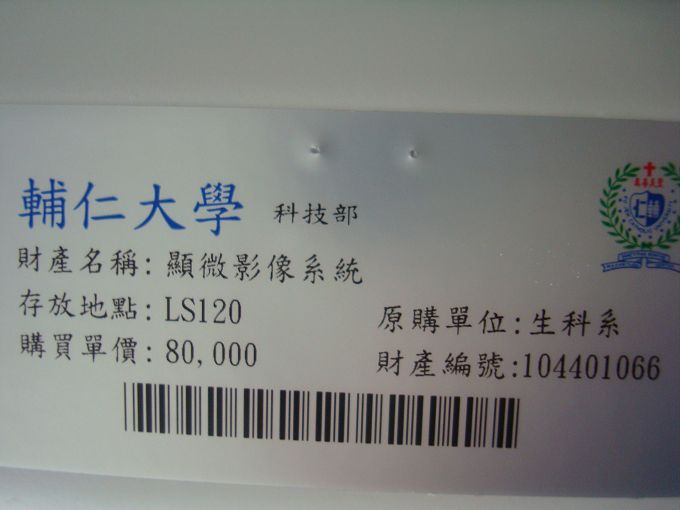 輔仁大學 科技部
財產名稱: 顯微影像系統
存放地點: LS120
原購單位: 生科系
購買單價: 80,000
財產編號:104401066